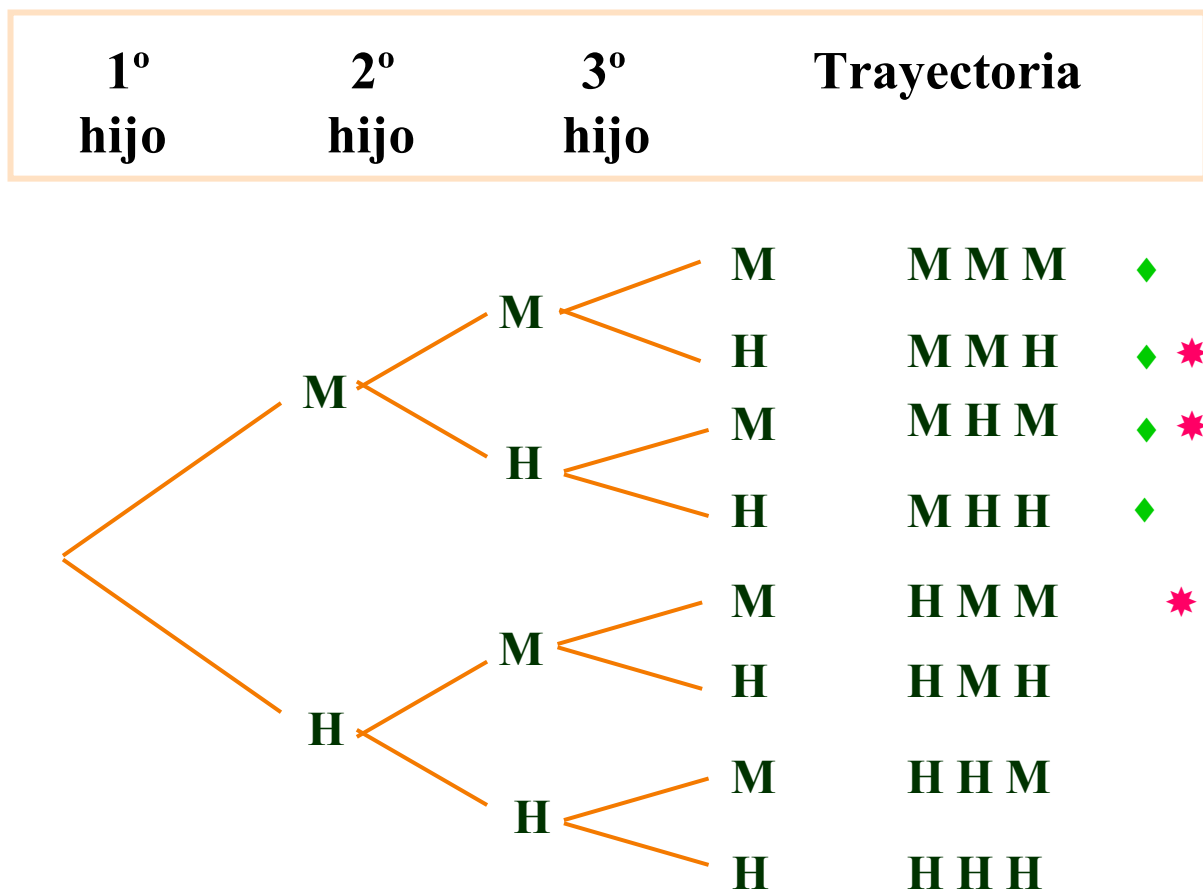 1º 2º 3º Trayectoria
hijo hijo hijo
M M M M
M
H M M H
M
M M H M
H
H M H H
M H M M
M
H H M H
H
M H H M
H
H H H H